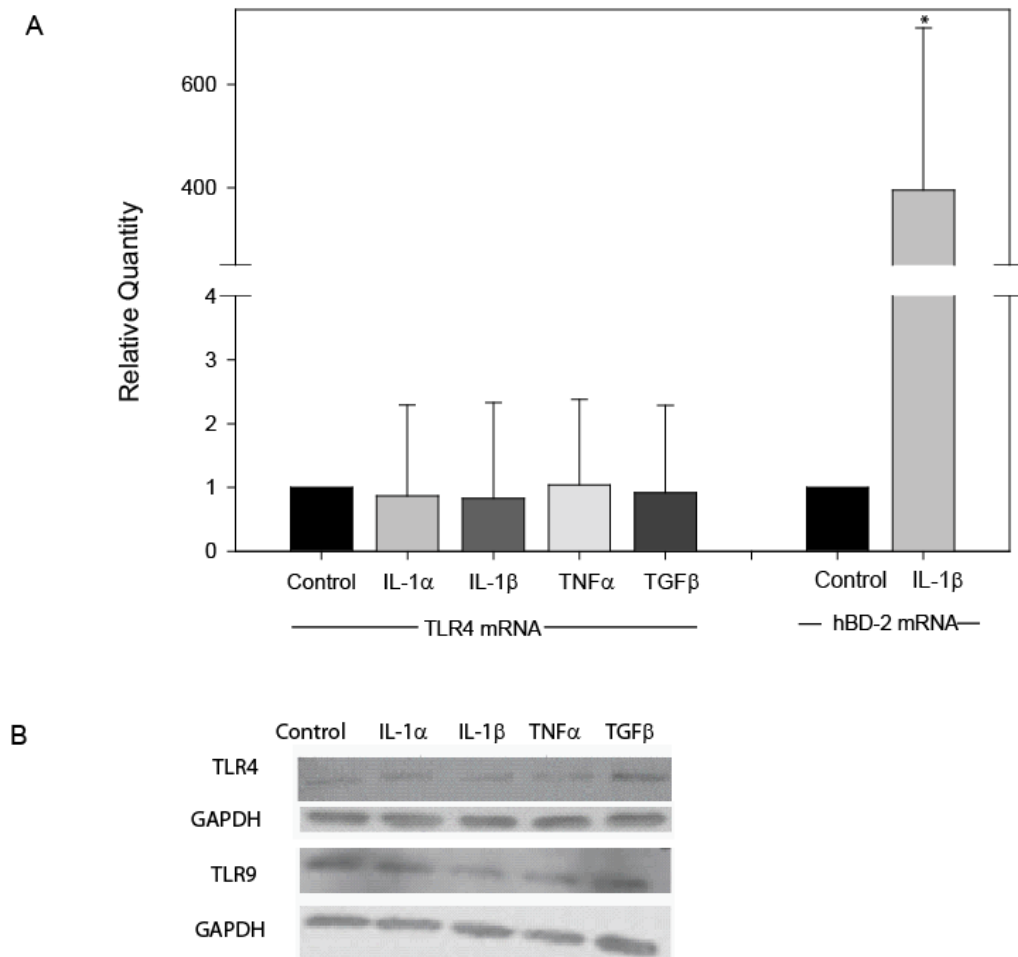 A
Relative Quantity
600
400
4
3
2
1
0
*
Control IL-1α IL-1β TNFα TGFβ Control IL-1β
TLR4 mRNA hBD-2 mRNA
B
Control IL-1α IL-1β TNFα TGFβ
TLR4
GAPDH
TLR9
GAPDH